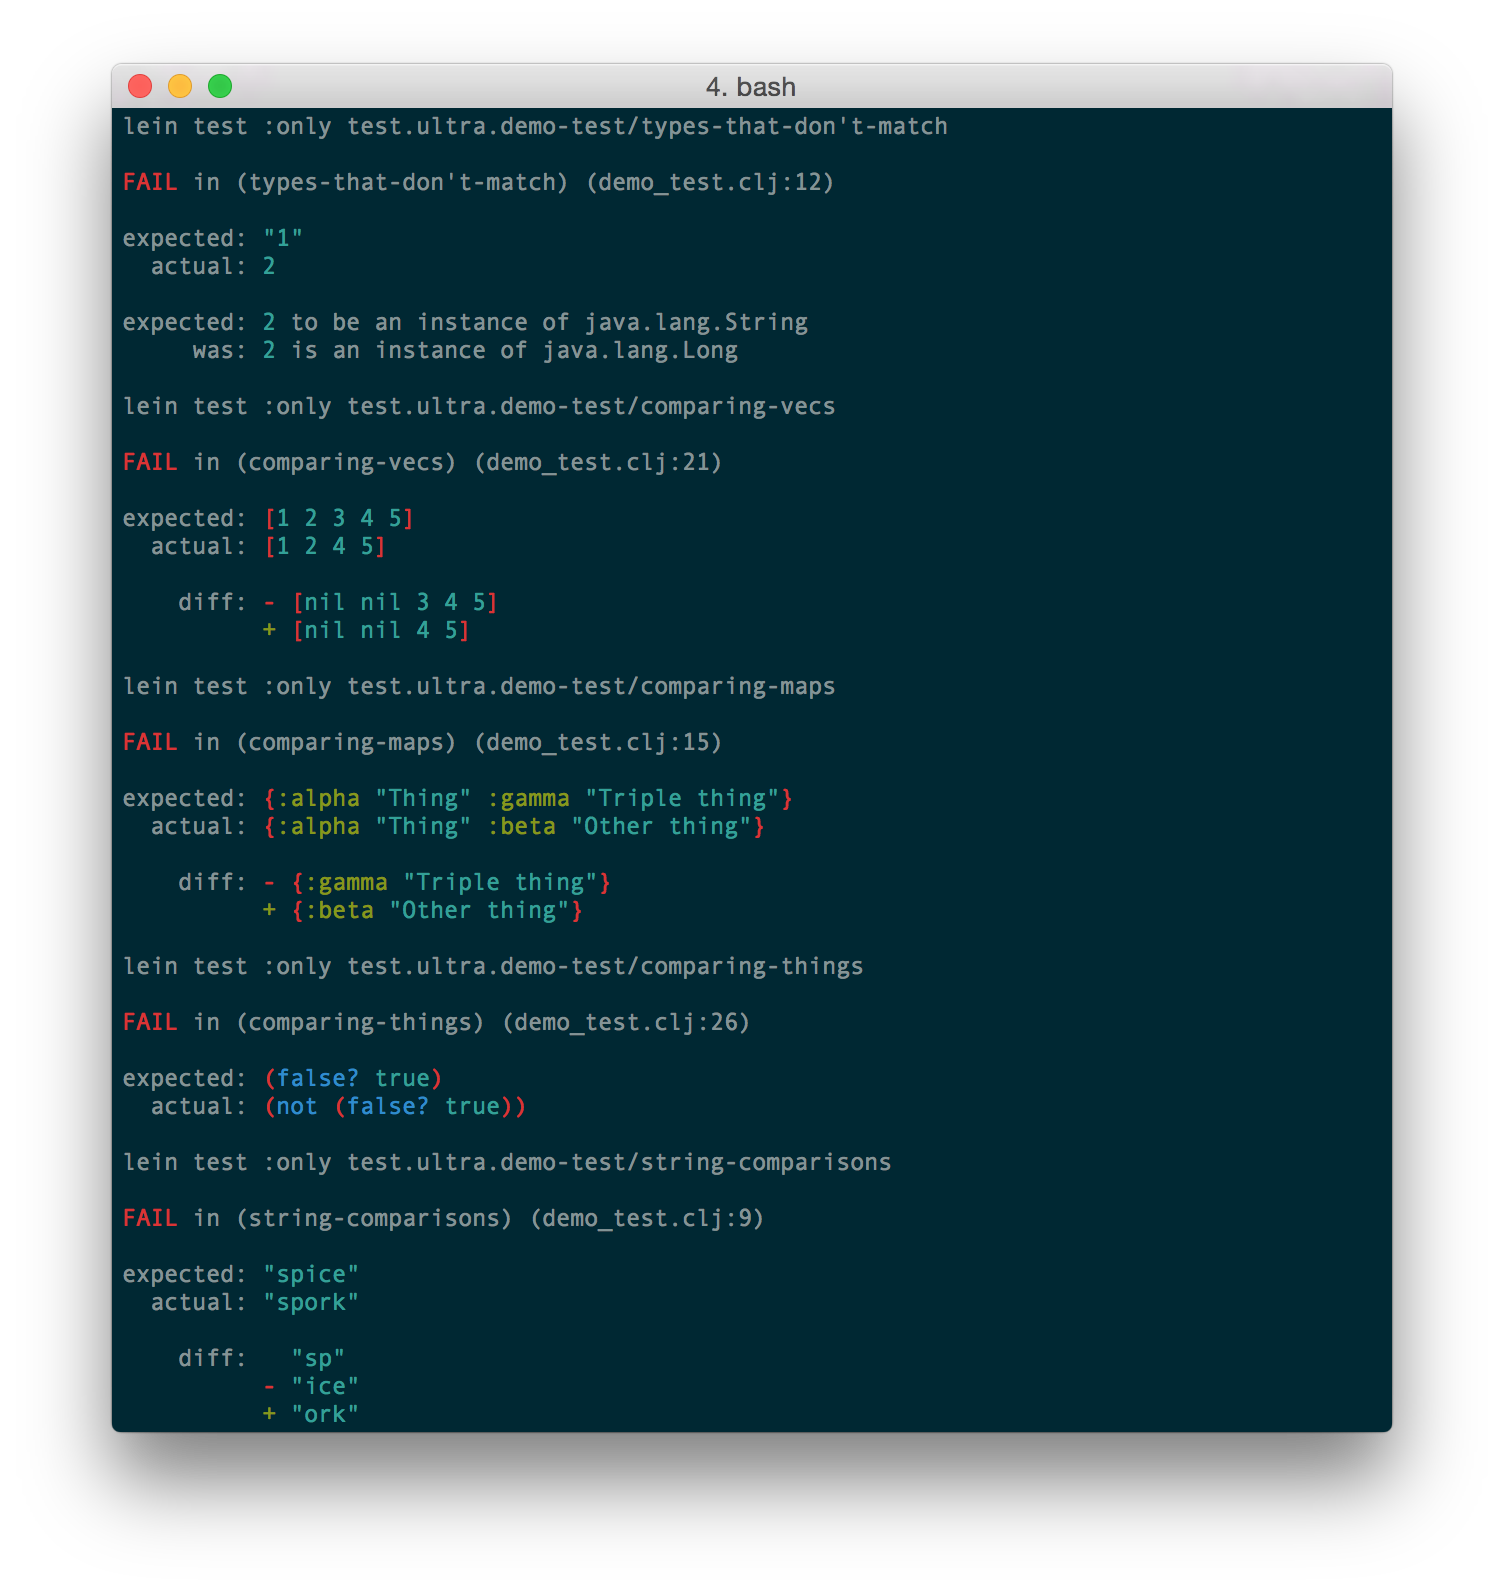 4. bash
lein test :only test.ultra.demo-test/types-that-don't-match
FAIL in (types-that-don't-match) (demo_test.clj:12)
expected: "1"
  actual: 2
expected: 2 to be an instance of java.lang.String
     was: 2 is an instance of java.lang.Long
lein test :only test.ultra.demo-test/comparing-vecs
FAIL in (comparing-vecs) (demo_test.clj:21)
expected: [1 2 3 4 5]
  actual: [1 2 4 5]
    diff: - [nil nil 3 4 5]
          + [nil nil 4 5]
lein test :only test.ultra.demo-test/comparing-maps
FAIL in (comparing-maps) (demo_test.clj:15)
expected: {:alpha "Thing" :gamma "Triple thing"}
  actual: {:alpha "Thing" :beta "Other thing"}
    diff: - {:gamma "Triple thing"}
          + {:beta "Other thing"}
lein test :only test.ultra.demo-test/comparing-things
FAIL in (comparing-things) (demo_test.clj:26)
expected: (false? true)
  actual: (not (false? true))
lein test :only test.ultra.demo-test/string-comparisons
FAIL in (string-comparisons) (demo_test.clj:9)
expected: "spice"
  actual: "spork"
    diff:   "sp"
          - "ice"
          + "ork"